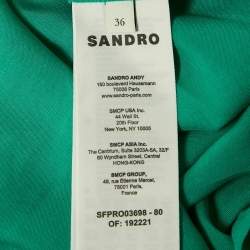 36
SANDRO
SANDRO ANDY
150 boulevard Haussmann
75008 Paris
www.sandro-paris.com
SMCP USA Inc.
44 Wall St.
20th Floor
New York, NY 10005
SMCP ASIA Inc.
The Centrium, Suite 3203A-5A, 32/F
60 Wyndham Street, Central
HONG-KONG
SMCP GROUP,
49, rue Etienne Marcel,
75001 Paris,
France
SFPRO03698 - 80
OF: 192221